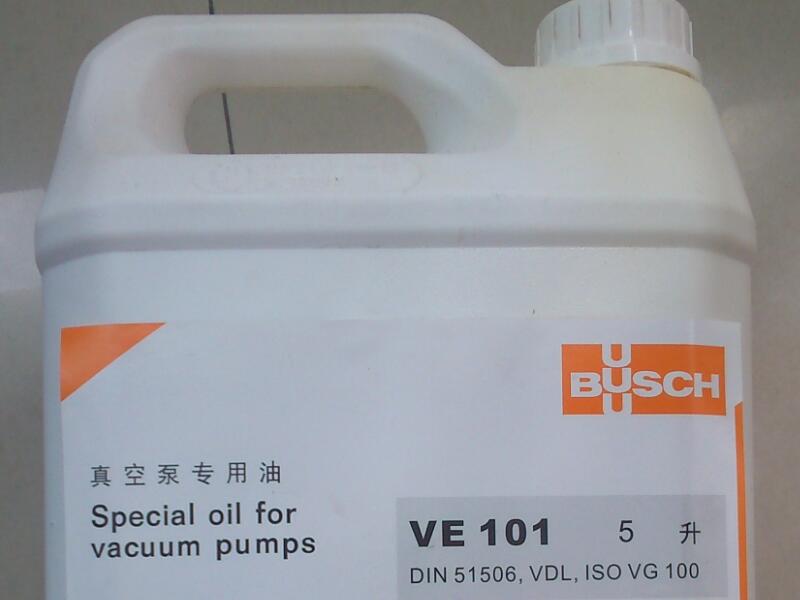 BUSCH
真空泵专用油
Special oil for
vacuum pumps
VE 101 5 升
DIN 51506, VDL, ISO VG 100